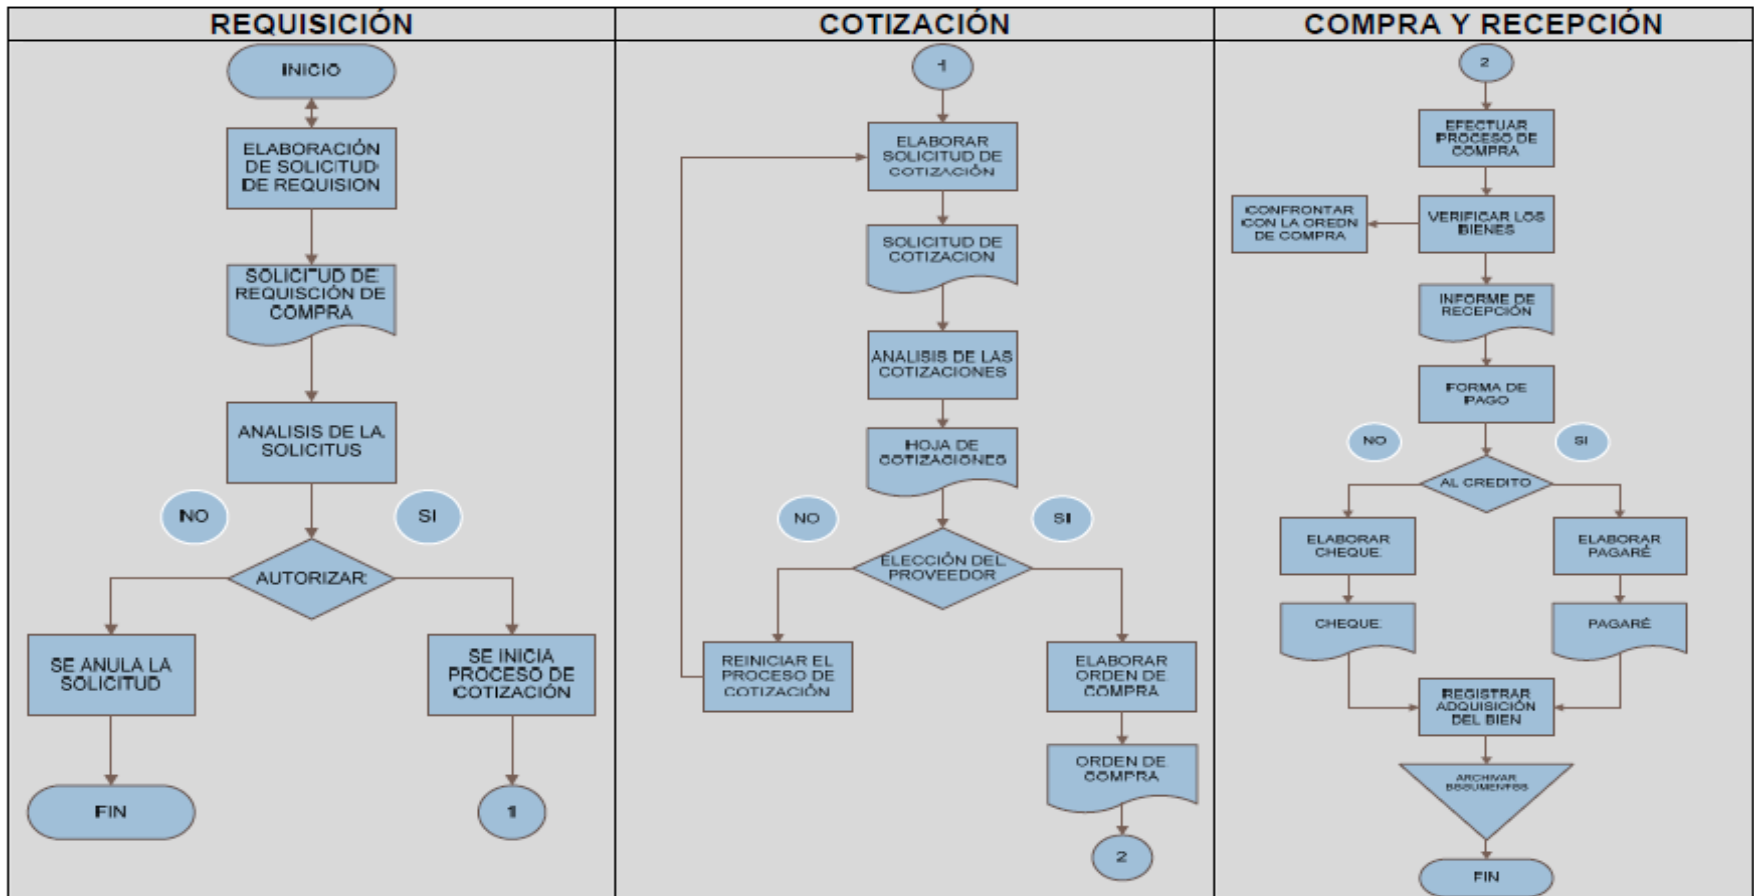 REQUISICIÓN
INICIO
ELABORACIÓN
DE SOLICITUD
DE REQUISION
SOLICITUD DE
REQUISCIÓN DE
COMPRA
ANALISIS DE LA
SOLICITUS
NO
SI
AUTORIZAR
SE ANULA LA
SOLICITUD
SE INICIA
PROCESO DE
COTIZACIÓN
FIN
1
COTIZACIÓN
1
ELABORAR
SOLICITUD DE
COTIZACIÓN
SOLICITUD DE
COTIZACION
ANALISIS DE LAS
COTIZACIONES
HOJA DE
COTIZACIONES
NO
SI
ELECCIÓN DEL
PROVEEDOR
REINICIAR EL
PROCESO DE
COTIZACIÓN
ELABORAR
ORDEN DE
COMPRA
ORDEN DE
COMPRA
2
COMPRA Y RECEPCIÓN
2
EFECTUAR
PROCESO DE
COMPRA
CONFRONTAR
CON LA OREDN
DE COMPRA
VERIFICAR LOS
BIENES
INFORME DE
RECEPCIÓN
FORMA DE
PAGO
NO
SI
AL CREDITO
ELABORAR
CHEQUE
ELABORAR
PAGARÉ
CHEQUE
PAGARÉ
REGISTRAR
ADQUISICIÓN
DEL BIEN
ARCHIVAR
FIN